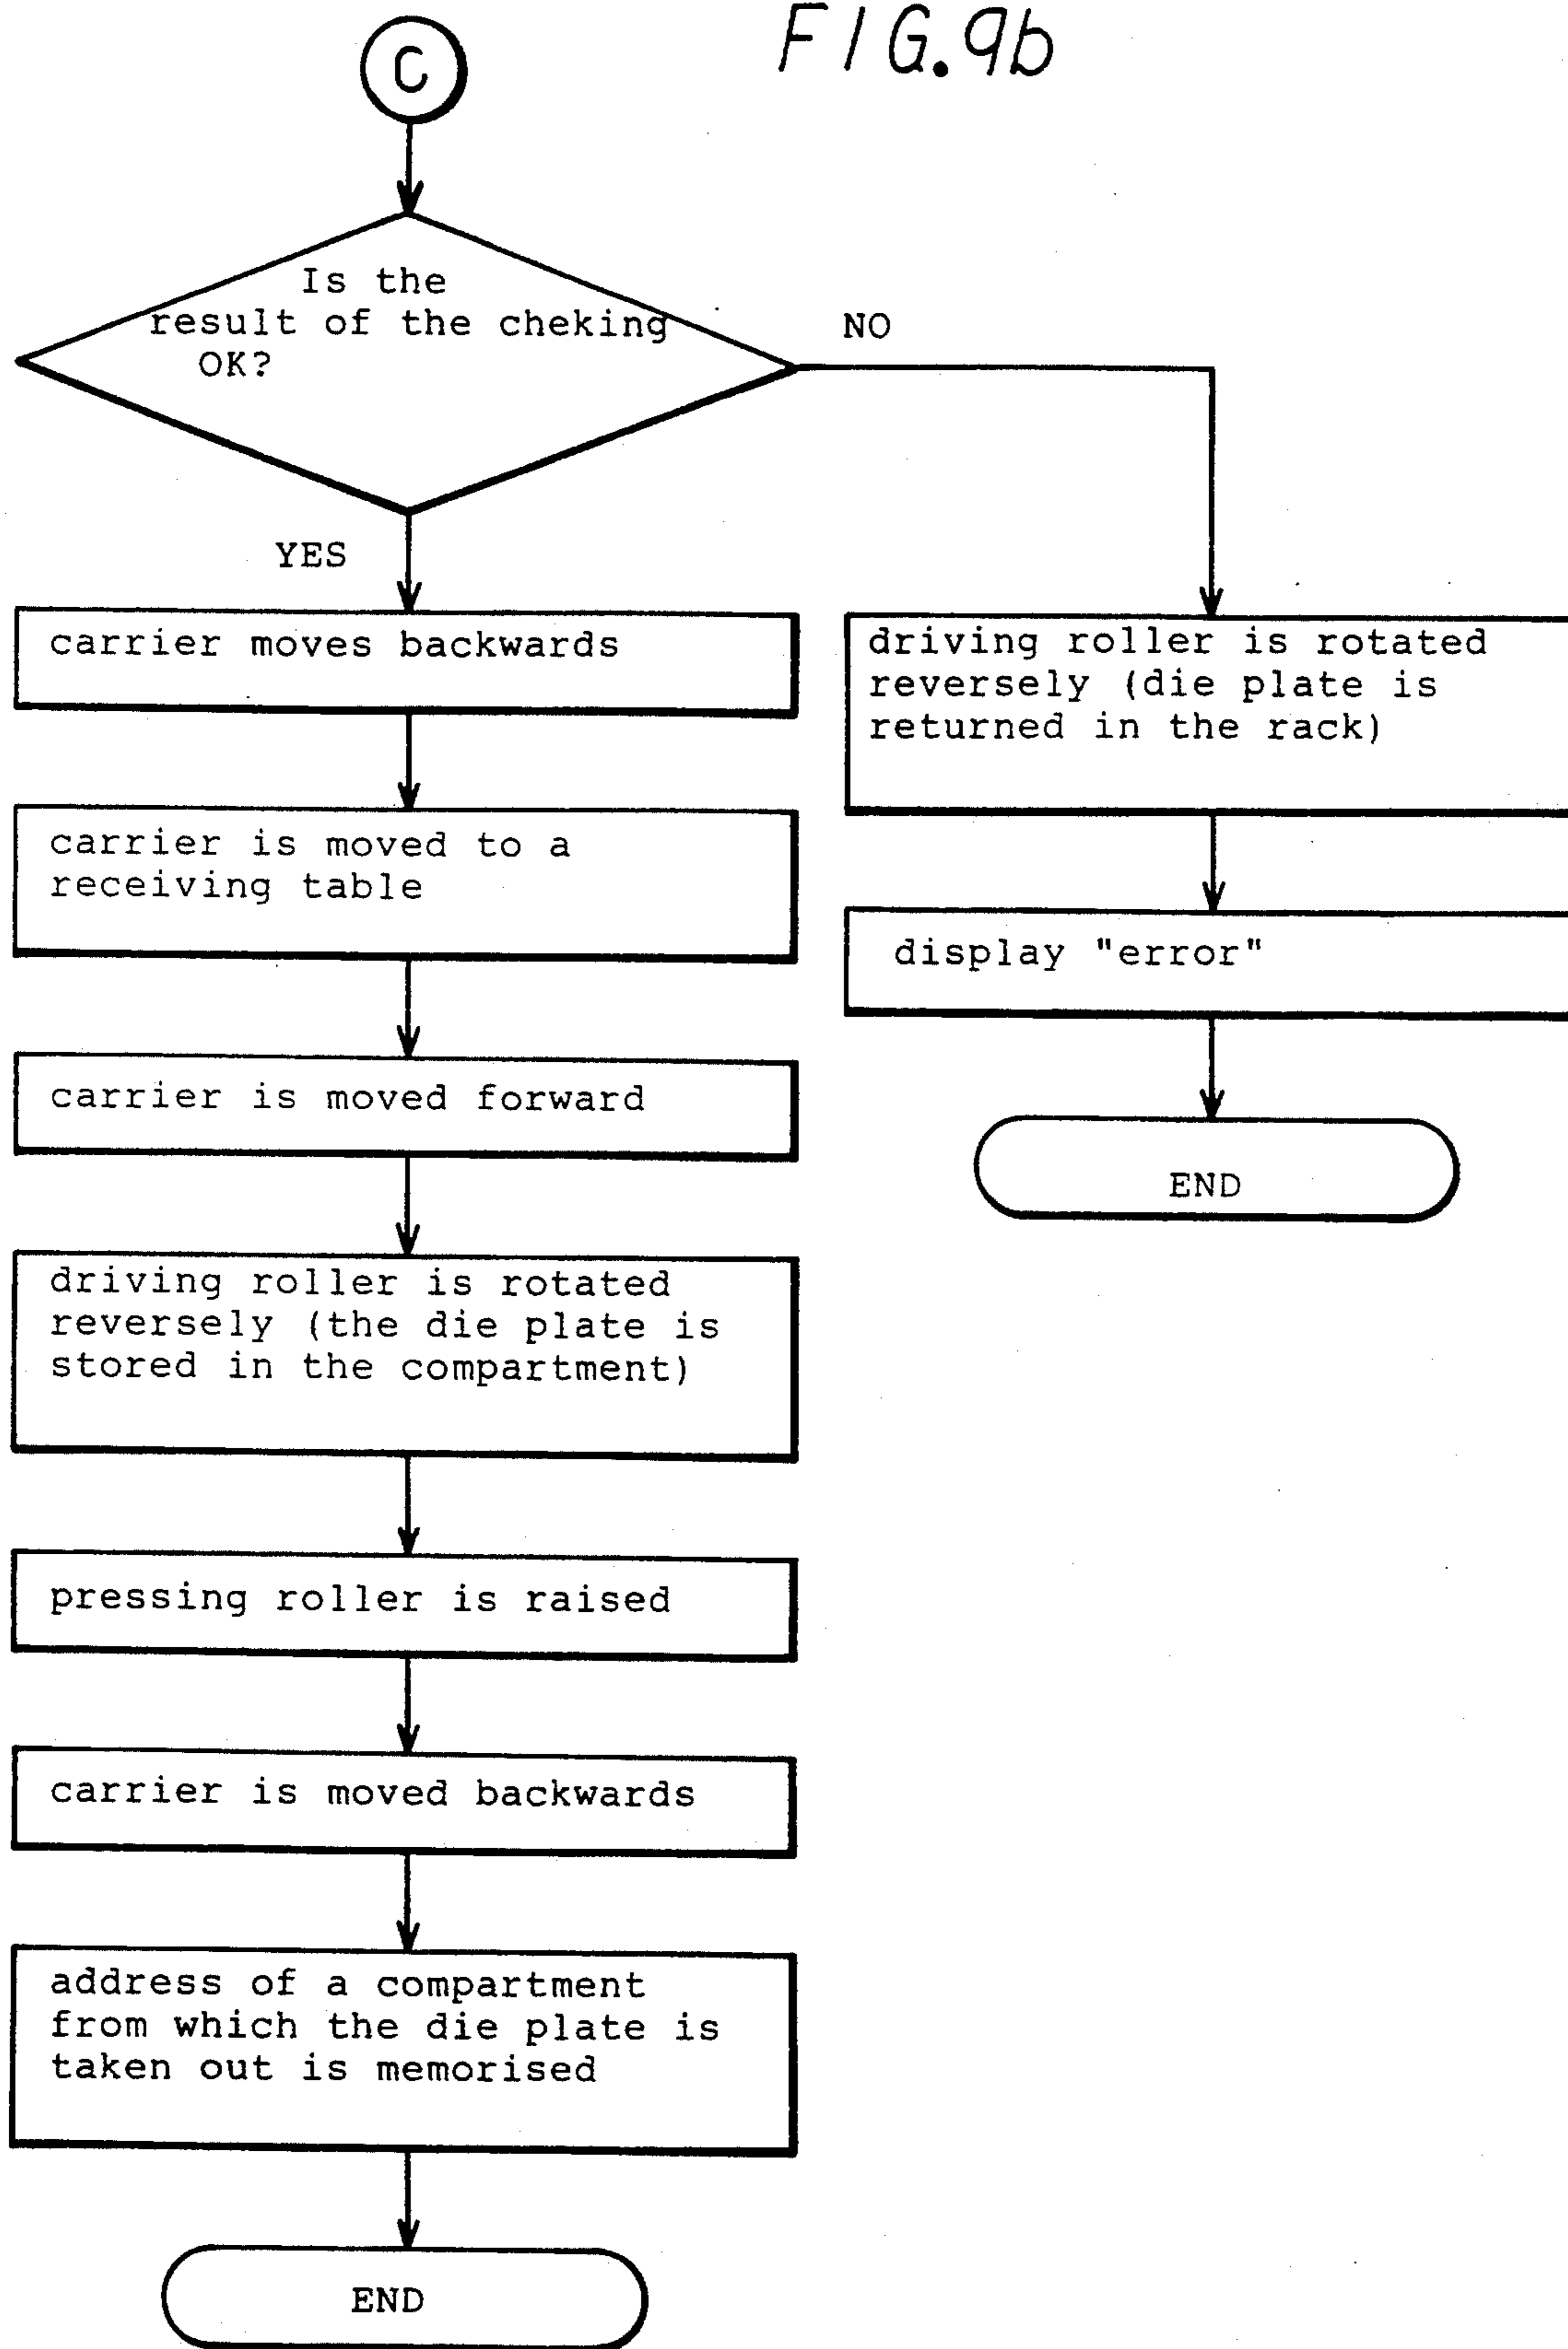 FIG. 9b
C
Is the
result of the cheking
OK?
NO
YES
carrier moves backwards
carrier is moved to a
receiving table
carrier is moved forward
driving roller is rotated
reversely (the die plate is
stored in the compartment)
pressing roller is raised
carrier is moved backwards
address of a compartment
from which the die plate is
taken out is memorised
END
driving roller is rotated
reversely (die plate is
returned in the rack)
display "error"
END